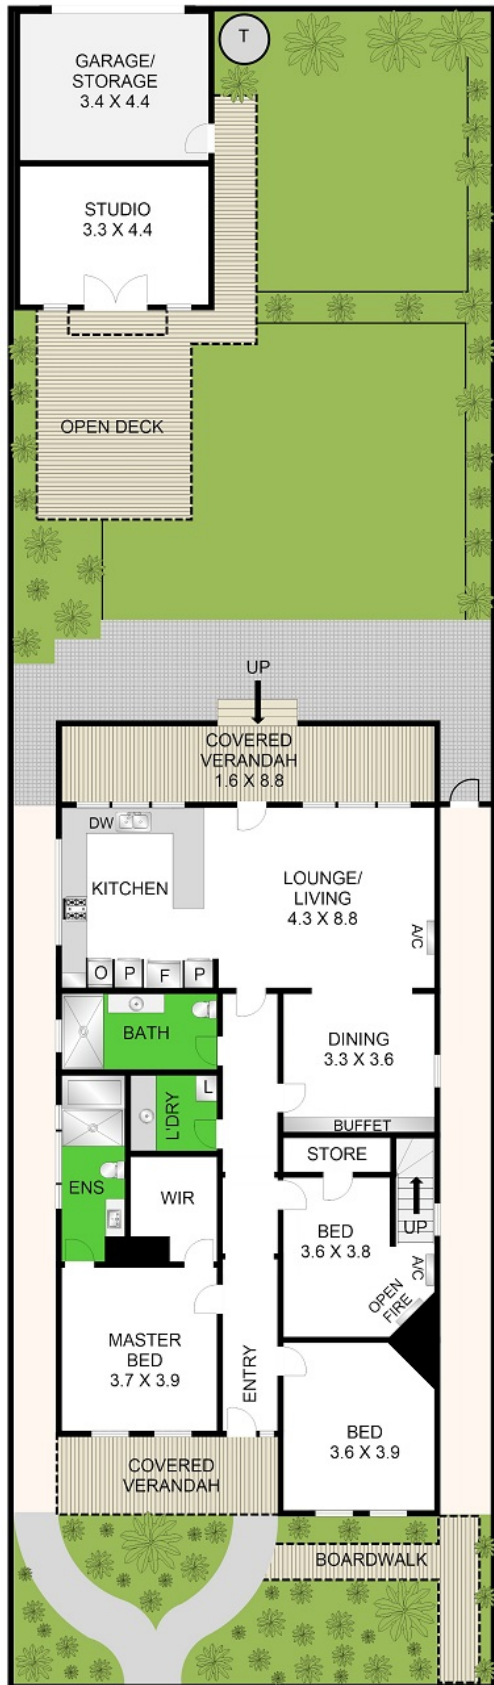 T
GARAGE/
STORAGE
3.4 X 4.4
STUDIO
3.3 X 4.4
OPEN DECK
UP
COVERED
VERANDAH
1.6 X 8.8
DW
KITCHEN
LOUNGE/
LIVING
4.3 X 8.8
A/C
O P F P
BATH
DINING
3.3 X 3.6
L
L'DRY
BUFFET
STORE
ENS
WIR
BED
3.6 X 3.8
UP
A/C
OPEN
FIRE
MASTER
BED
3.7 X 3.9
ENTRY
BED
3.6 X 3.9
COVERED
VERANDAH
BOARDWALK